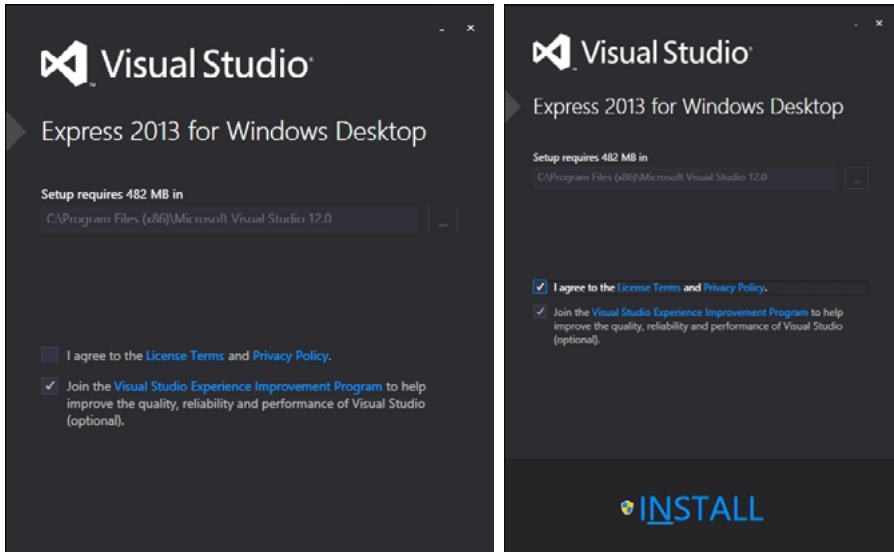 Visual Studio®
Express 2013 for Windows Desktop
Setup requires 482 MB in
C:\Program Files (x86)\Microsoft Visual Studio 12.0
...
I agree to the License Terms and Privacy Policy.
Join the Visual Studio Experience Improvement Program to help
improve the quality, reliability and performance of Visual Studio
(optional).
Visual Studio®
Express 2013 for Windows Desktop
Setup requires 482 MB in
C:\Program Files (x86)\Microsoft Visual Studio 12.0
...
I agree to the License Terms and Privacy Policy.
Join the Visual Studio Experience Improvement Program to help
improve the quality, reliability and performance of Visual Studio
(optional).
INSTALL